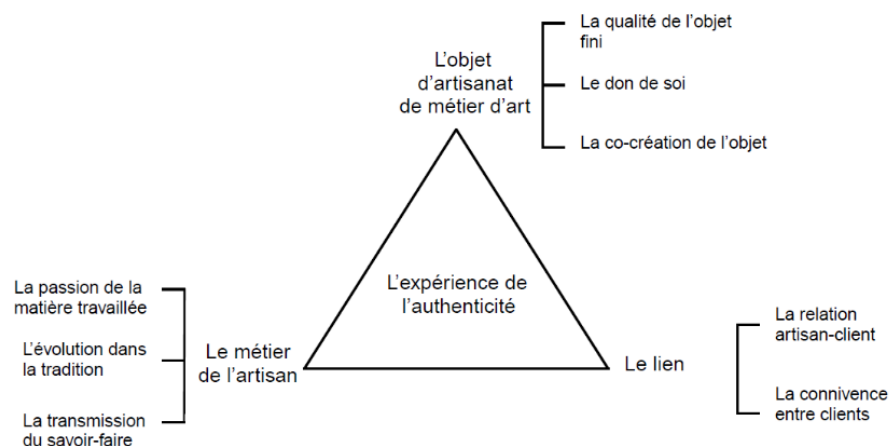 La qualité de l'objet
fini
L'objet
d'artisanat
de métier d'art
Le don de soi
La co-création de l'objet
L'expérience de
l'authenticité
La passion de la
matière travaillée
L'évolution dans
la tradition
La transmission
du savoir-faire
Le métier
de l'artisan
Le lien
La relation
artisan-client
La connivence
entre clients